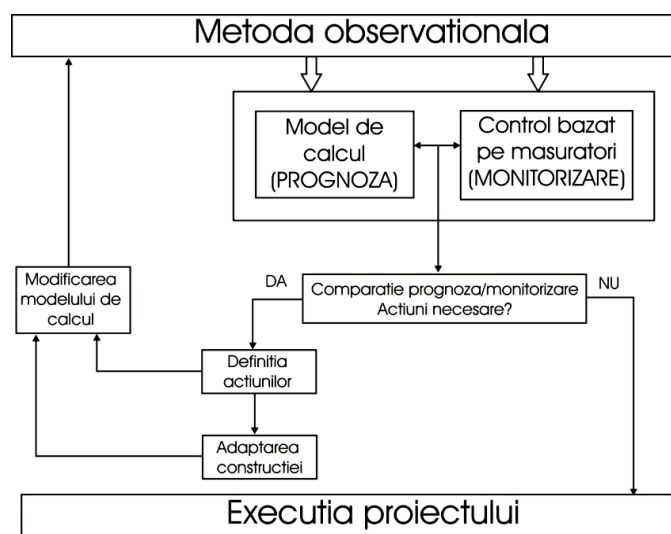 Metoda observationala
Model de
calcul
(PROGNOZA)
Control bazat
pe masuratori
(MONITORIZARE)
Modificarea
modelului de
calcul
DA
Comparatie prognoza/monitorizare
Actiuni necesare?
NU
Definitia
actiunilor
Adaptarea
constructiei
Executia proiectului